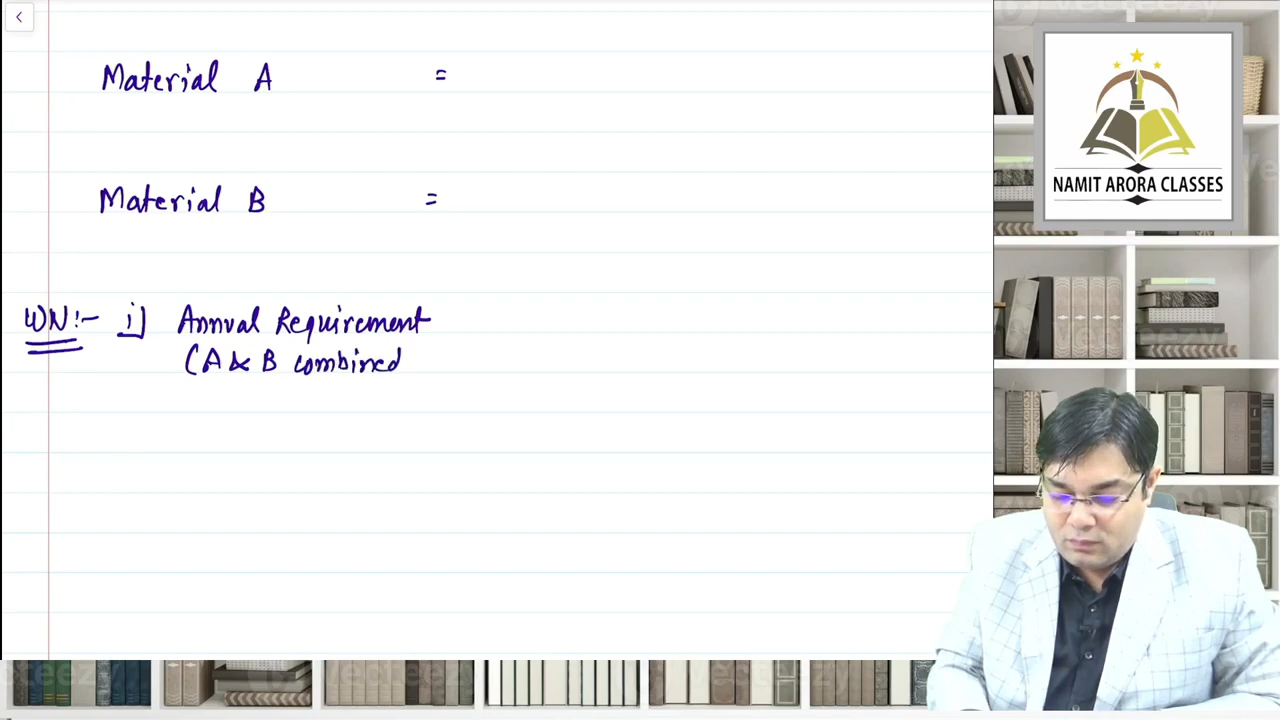 Material A =
NAMIT ARORA CLASSES
Material B =
WN:- i] Annual Requirement
(A & B combined